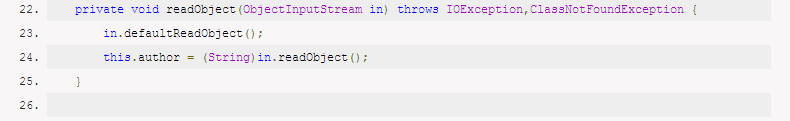 22. private void readObject(ObjectInputStream in) throws IOException,ClassNotFoundException {
23. in.defaultReadObject();
24. this.author = (String)in.readObject();
25. }
26.